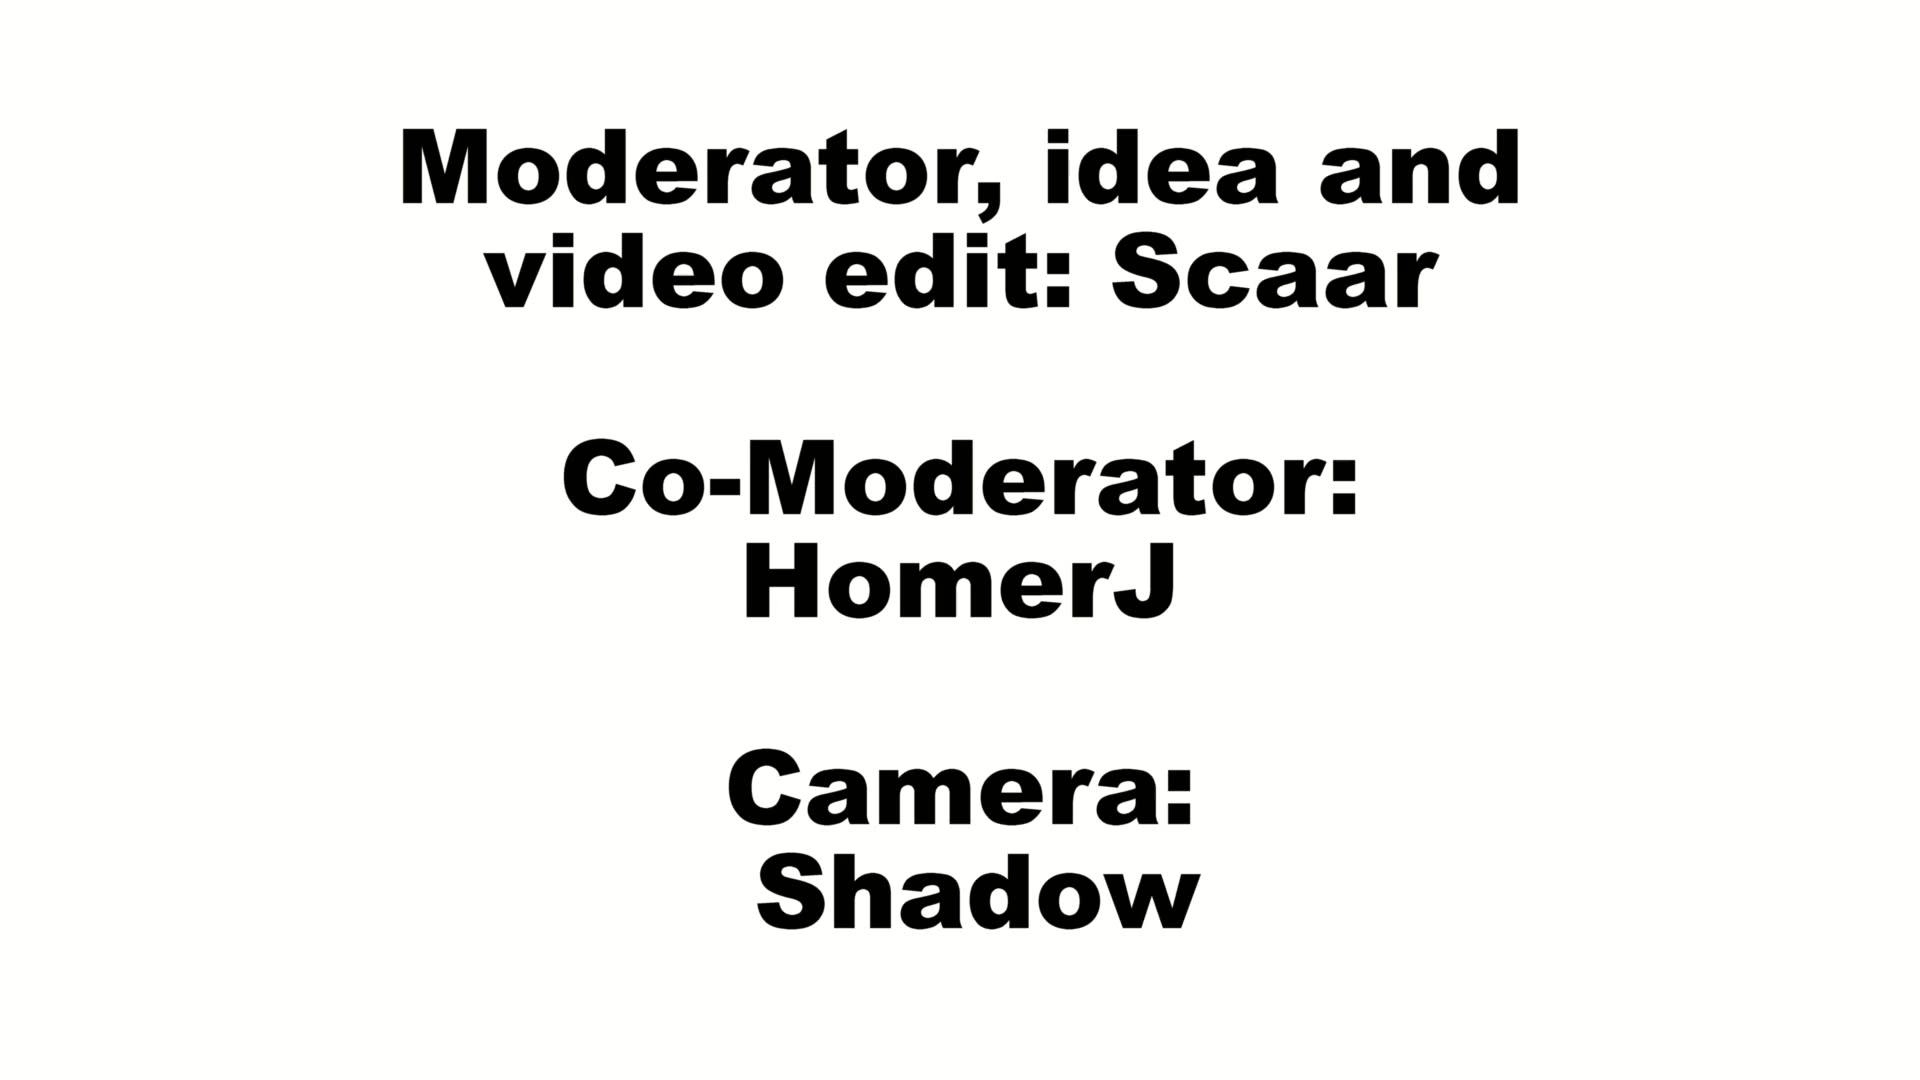 Moderator, idea and
video edit: Scaar
Co-Moderator:
HomerJ
Camera:
Shadow